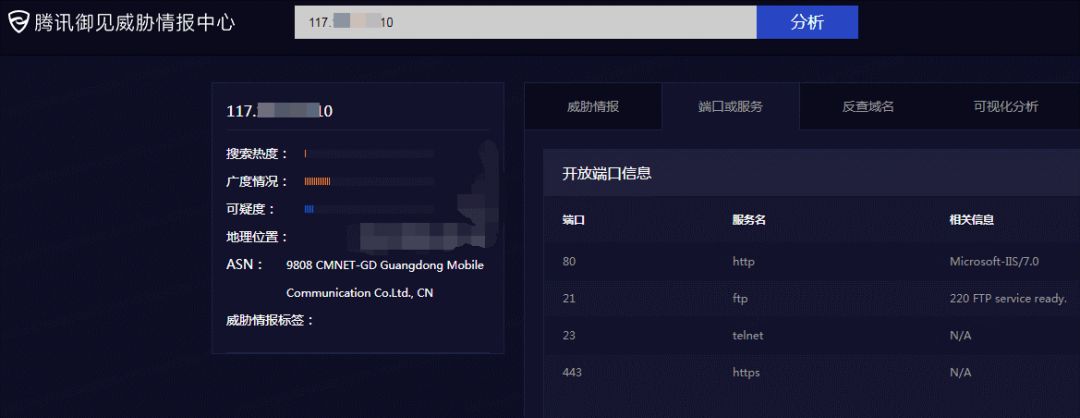 腾讯御见威胁情报中心
117. 10 分析
117. 10
搜索热度：
广度情况：
可疑度：
地理位置：
ASN： 9808 CMNET-GD Guangdong Mobile
Communication Co.Ltd., CN
威胁情报标签：
威胁情报 端口或服务 反查域名 可视化分析
开放端口信息
端口 服务名 相关信息
80 http Microsoft-IIS/7.0
21 ftp 220 FTP service ready.
23 telnet N/A
443 https N/A